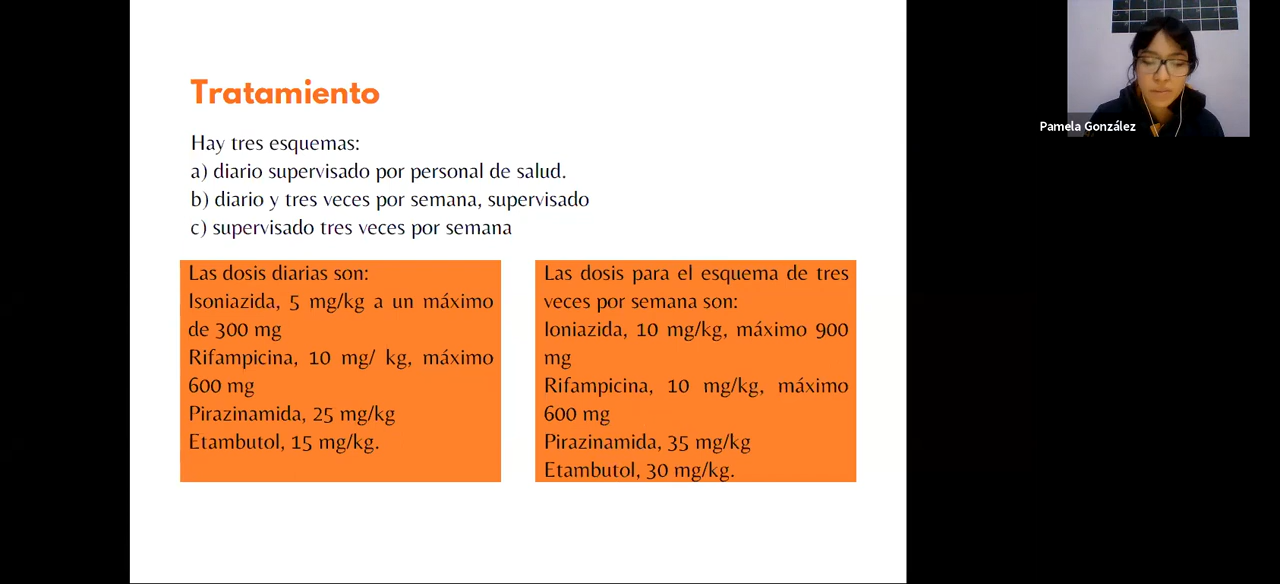 Tratamiento
Hay tres esquemas:
a) diario supervisado por personal de salud.
b) diario y tres veces por semana, supervisado
c) supervisado tres veces por semana
Las dosis diarias son:
Isoniazida, 5 mg/kg a un máximo
de 300 mg
Rifampicina, 10 mg/ kg, máximo
600 mg
Pirazinamida, 25 mg/kg
Etambutol, 15 mg/kg.
Las dosis para el esquema de tres
veces por semana son:
Ioniazida, 10 mg/kg, máximo 900
mg
Rifampicina, 10 mg/kg, máximo
600 mg
Pirazinamida, 35 mg/kg
Etambutol, 30 mg/kg.
Pamela González